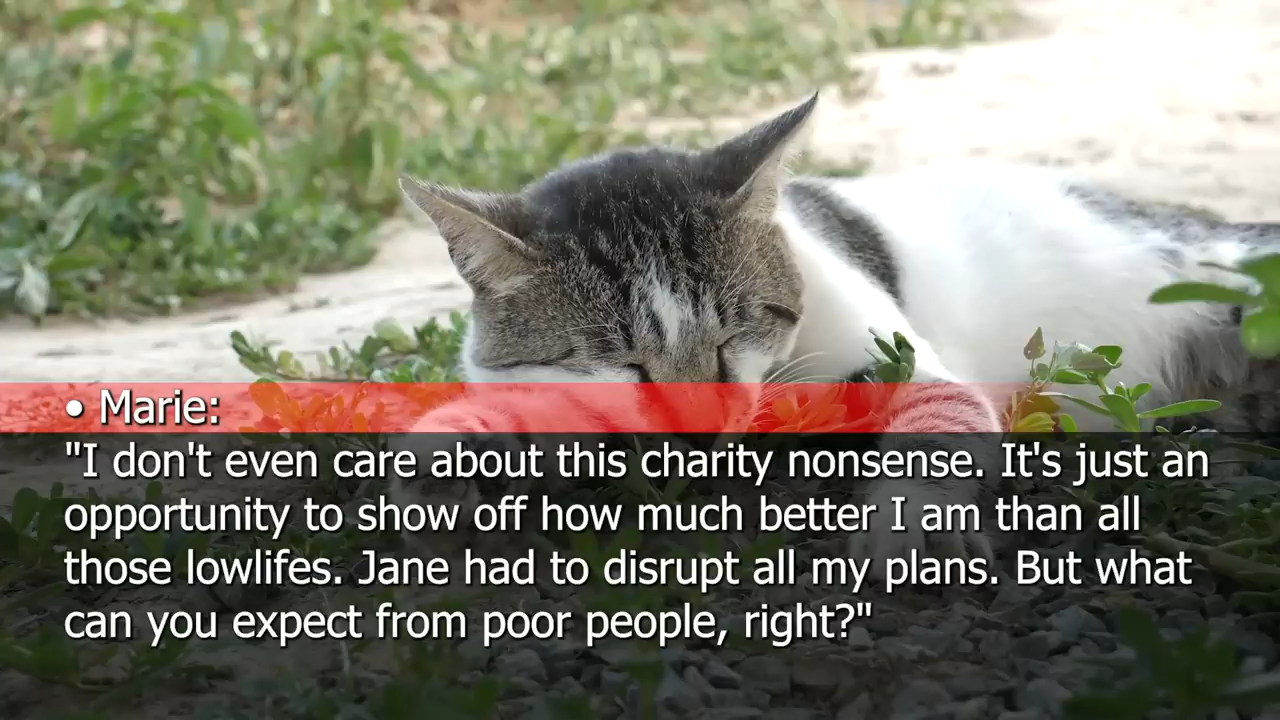 • Marie:
"I don't even care about this charity nonsense. It's just an
opportunity to show off how much better I am than all
those lowlifes. Jane had to disrupt all my plans. But what
can you expect from poor people, right?"